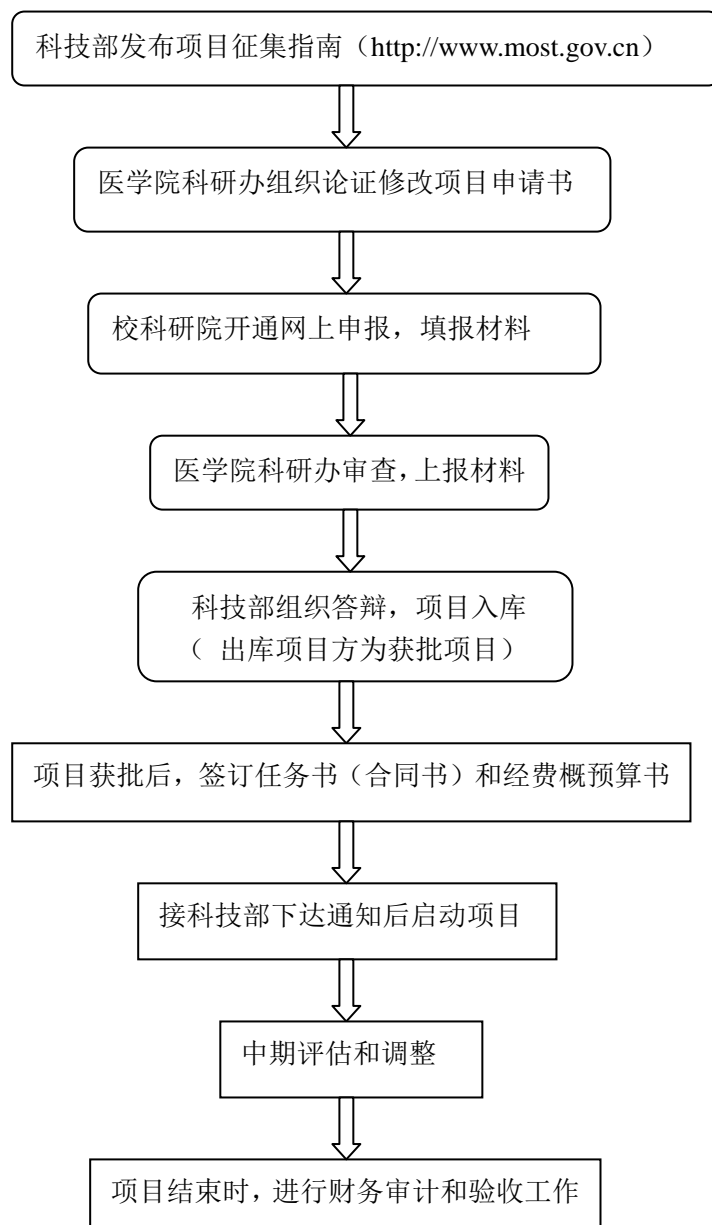 科技部发布项目征集指南（http://www.most.gov.cn）
医学院科研办组织论证修改项目申请书
校科研院开通网上申报，填报材料
医学院科研办审查，上报材料
科技部组织答辩，项目入库
（ 出库项目方为获批项目）
项目获批后，签订任务书（合同书）和经费概预算书
接科技部下达通知后启动项目
中期评估和调整
项目结束时，进行财务审计和验收工作